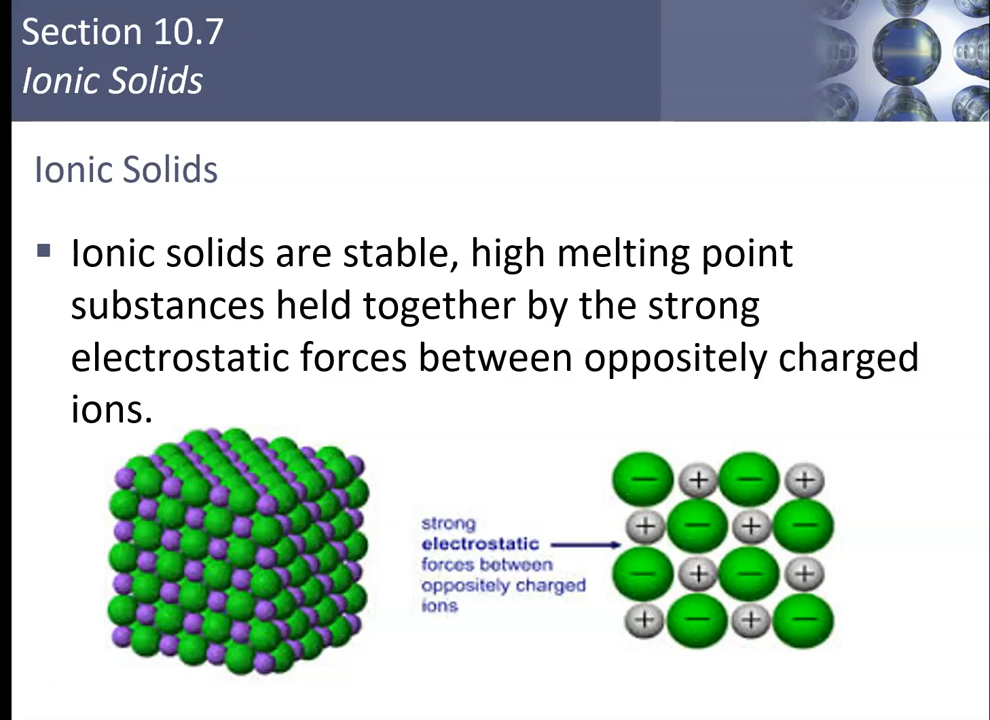 Section 10.7
Ionic Solids
Ionic Solids
▪ Ionic solids are stable, high melting point
substances held together by the strong
electrostatic forces between oppositely charged
ions.
strong
electrostatic
forces between
oppositely charged
ions
− + − +
+ − + −
− + − +
+ − + −